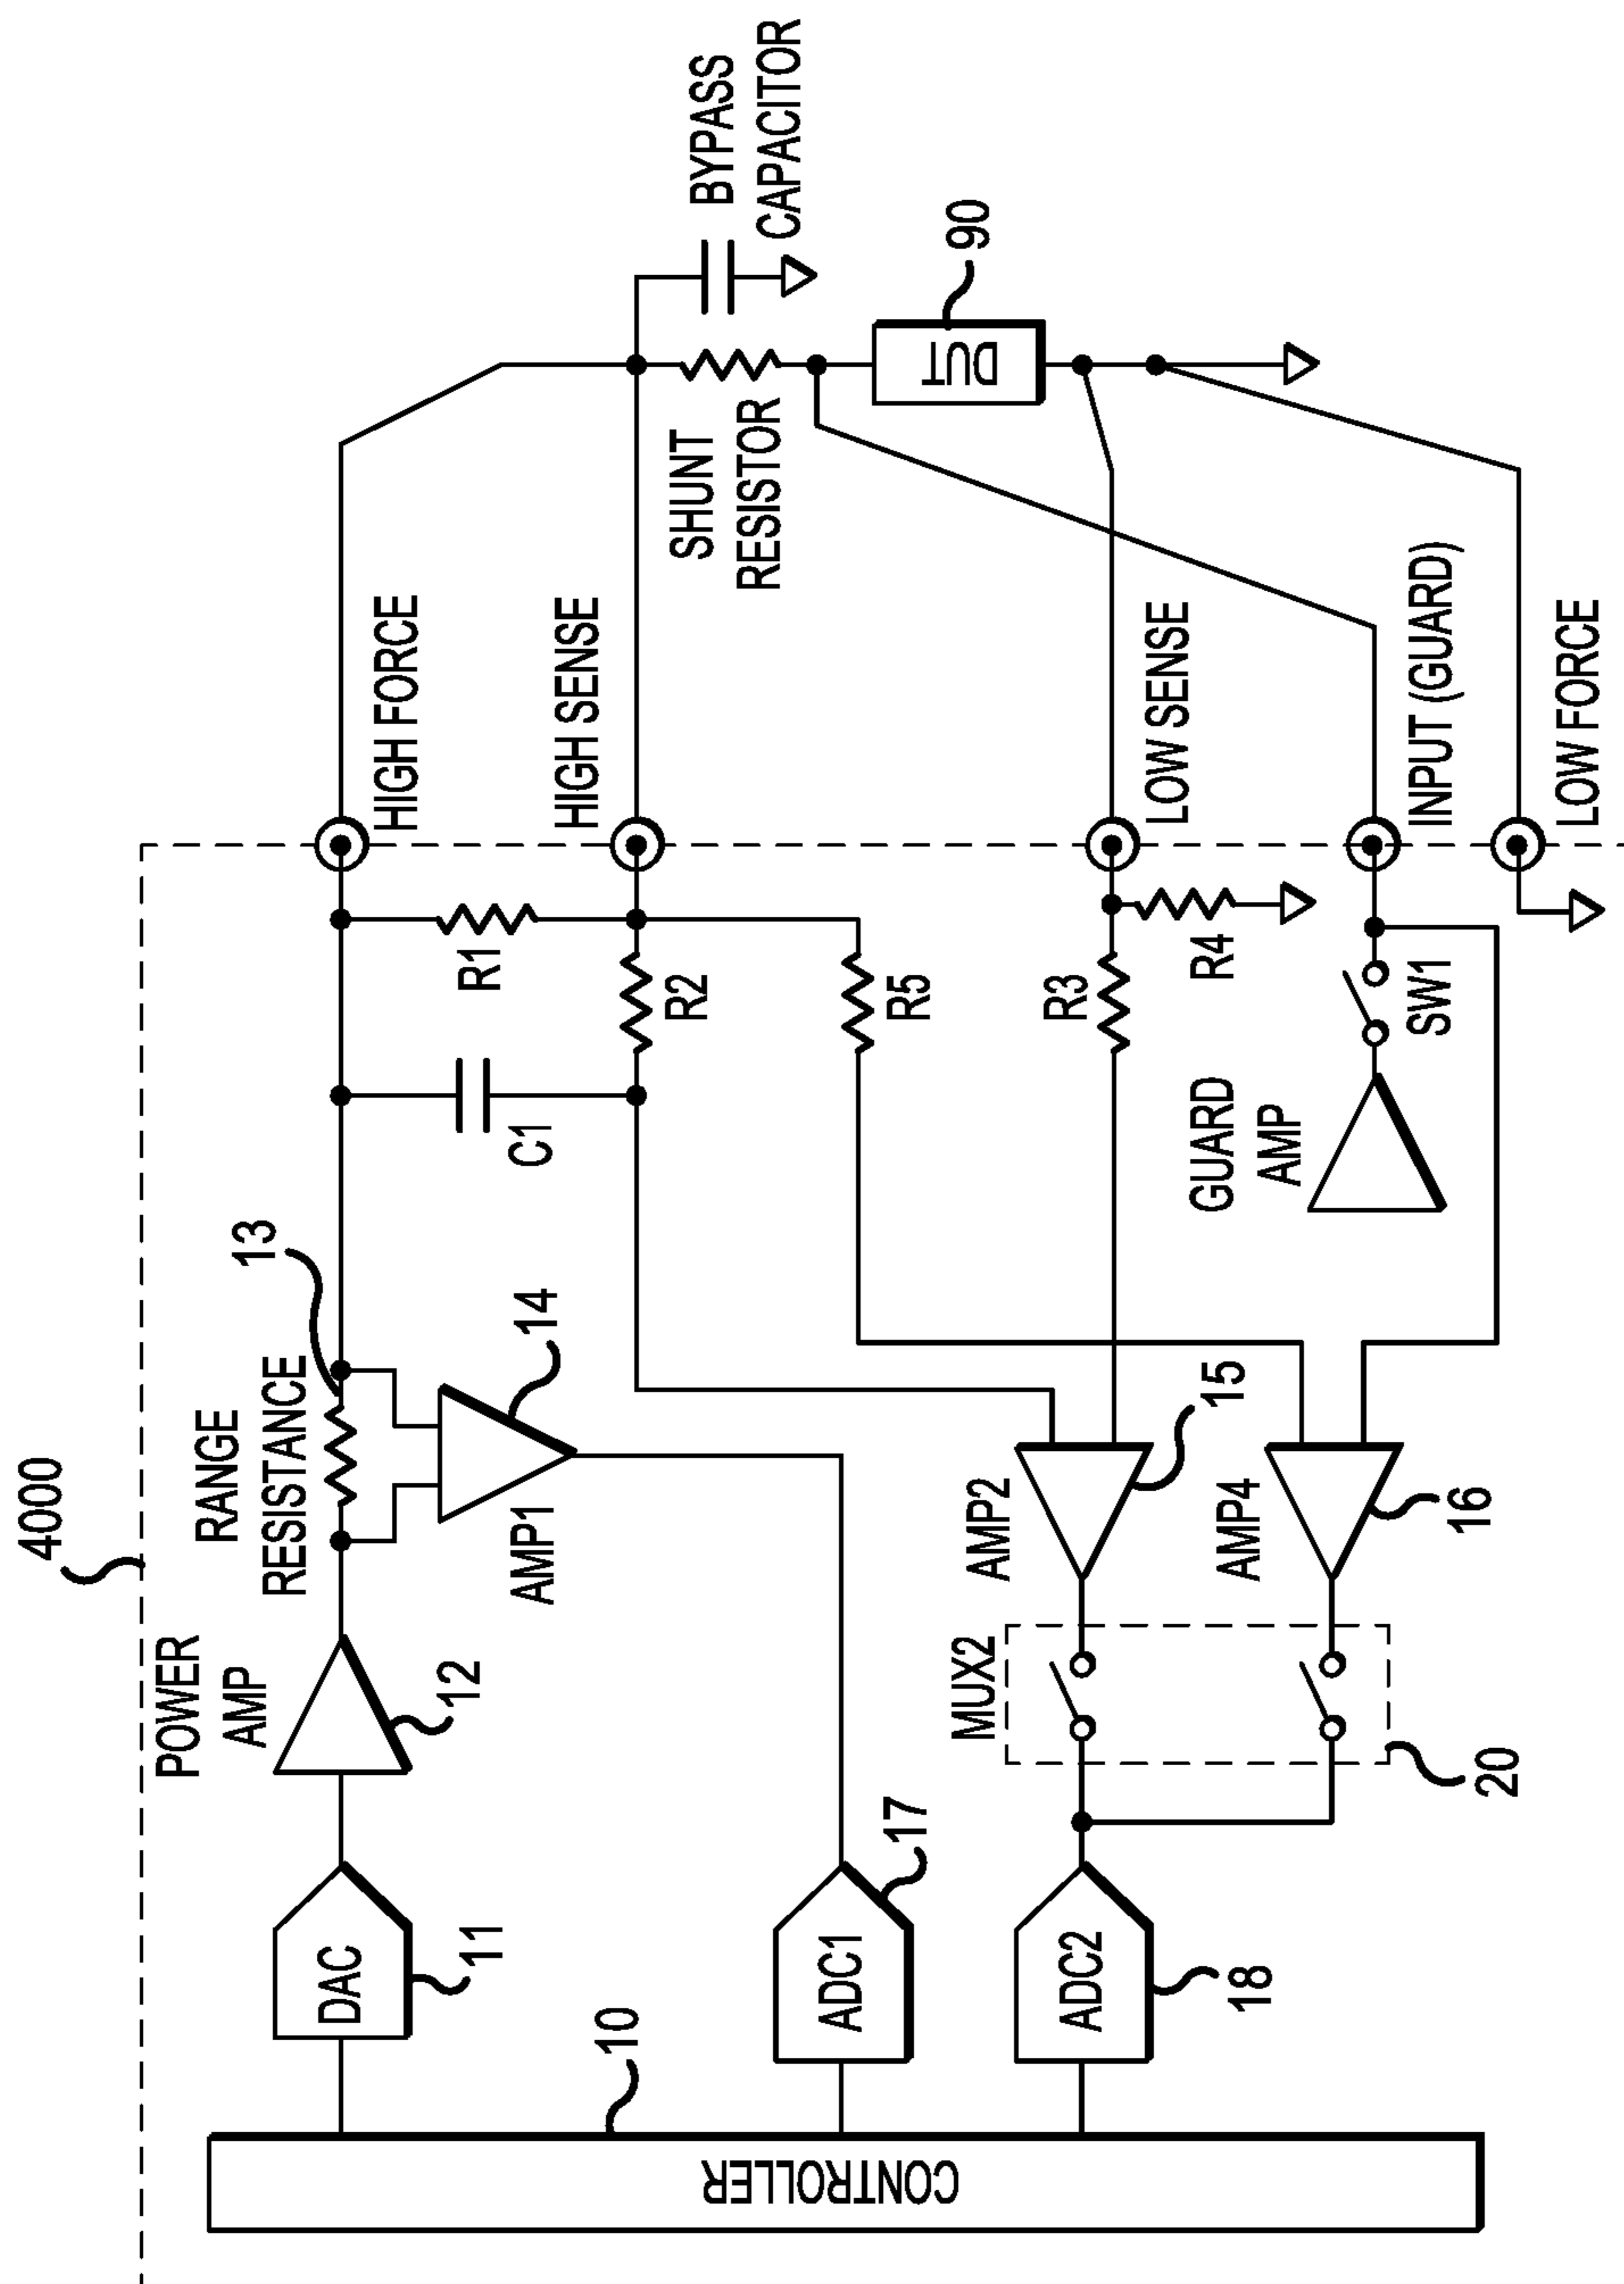 4000
POWER
AMP
12
RANGE
RESISTANCE
13
DAC
11
14
AMP1
C1
R1
HIGH FORCE
HIGH SENSE
R2
R5
BYPASS
CAPACITOR
SHUNT
RESISTOR
DUT
90
CONTROLLER
10
ADC1
17
ADC2
18
MUX2
20
AMP2
15
AMP4
16
R3
R4
LOW SENSE
GUARD
AMP
SW1
INPUT (GUARD)
LOW FORCE